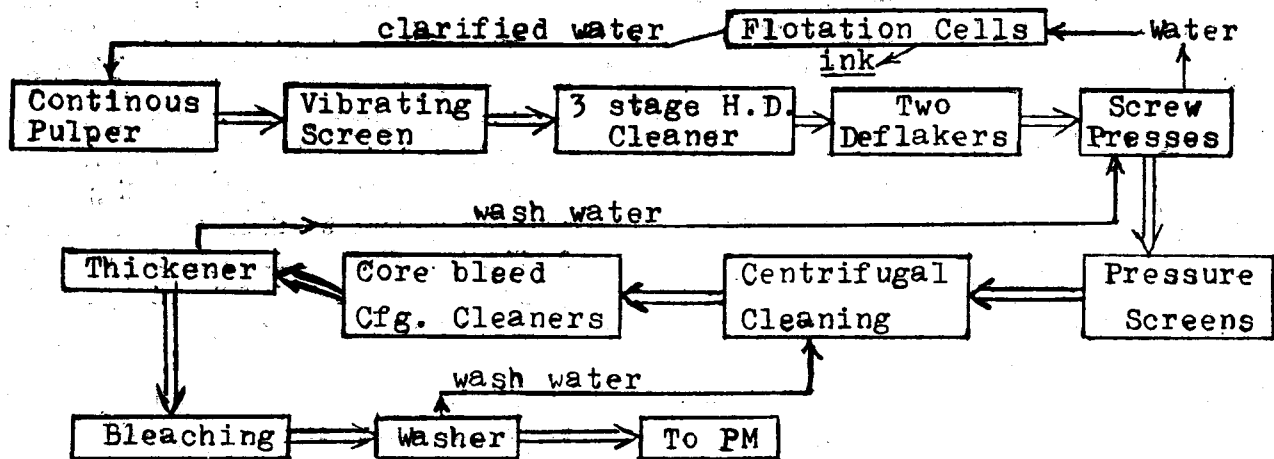 clarified water
Flotation Cells
Water
ink
Continous
Pulper
Vibrating
Screen
3 stage H.D.
Cleaner
Two
Deflakers
Screw
Presses
wash water
Thickener
Core bleed
Cfg. Cleaners
Centrifugal
Cleaning
Pressure
Screens
wash water
Bleaching
Washer
To PM